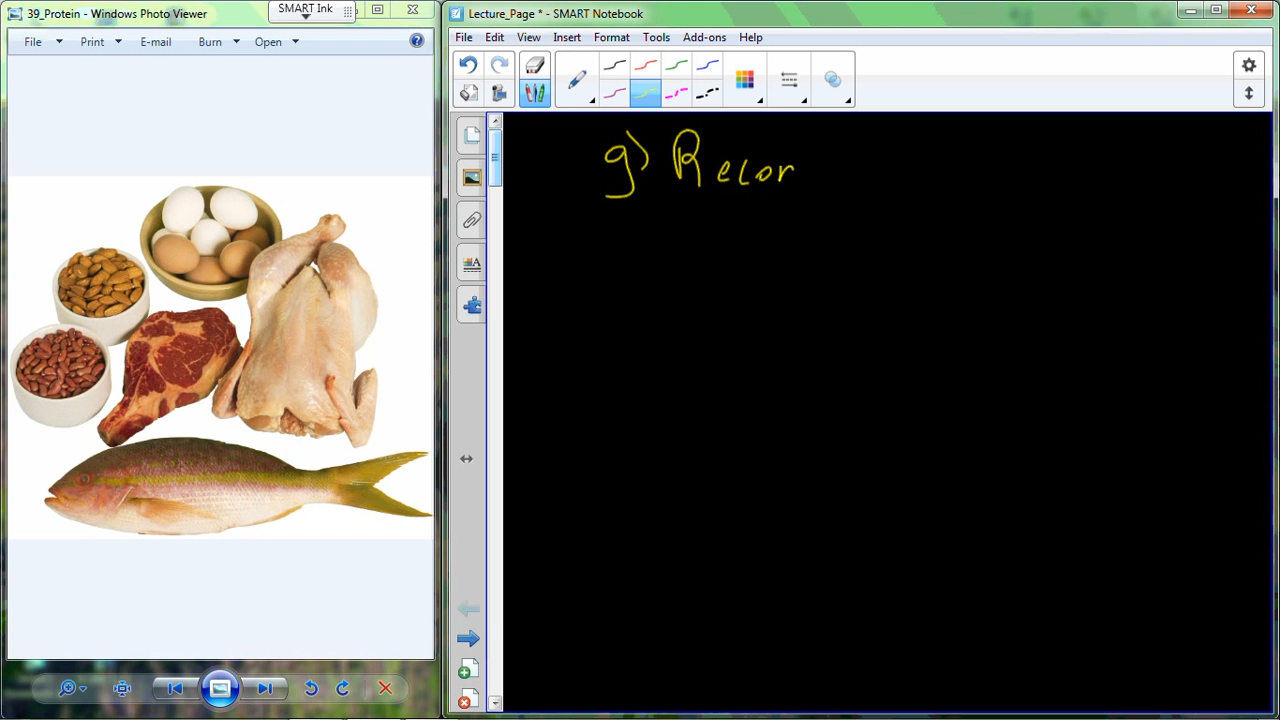 39_Protein - Windows Photo Viewer
SMART Ink
File Print E-mail Burn Open
Lecture_Page * - SMART Notebook
File Edit View Insert Format Tools Add-ons Help
g) Recor